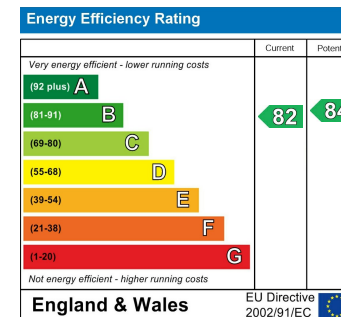 Energy Efficiency Rating
Current Potent
Very energy efficient - lower running costs
(92 plus) A
(81-91) B 82 84
(69-80) C
(55-68) D
(39-54) E
(21-38) F
(1-20) G
Not energy efficient - higher running costs
England & Wales
EU Directive
2002/91/EC